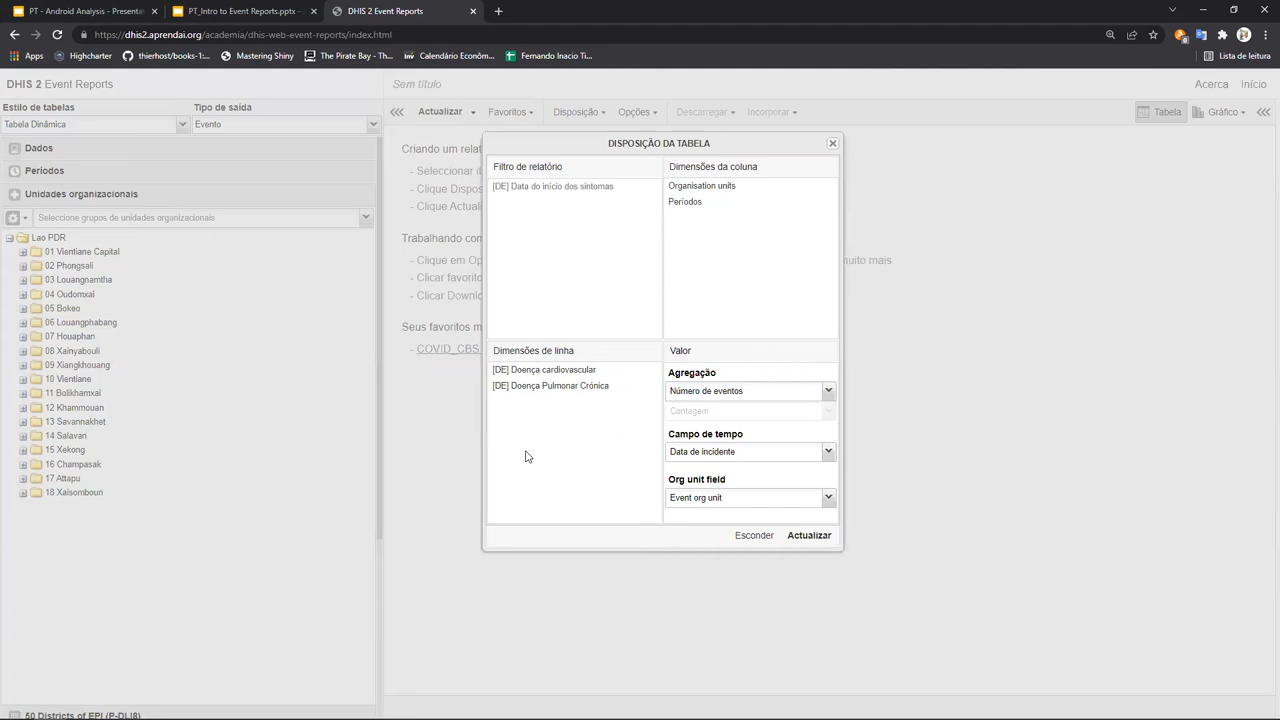 PT - Android Analysis - Presenta
PT_Intro to Event Reports.pptx -
DHIS 2 Event Reports
https://dhis2.aprendai.org/academia/dhis-web-event-reports/index.html
Apps
Highcharter
thierhost/books-1:...
Mastering Shiny
The Pirate Bay - Th...
Calendário Econôm...
Fernando Inacio Ti...
Lista de leitura
DHIS 2 Event Reports
Sem título
Acerca
Início
Estilo de tabelas
Tipo de saída
Tabela Dinâmica
Evento
Actualizar
Favoritos
Disposição
Opções
Descarregar
Incorporar
Tabela
Gráfico
Dados
Períodos
Unidades organizacionais
Seleccione grupos de unidades organizacionais
Lao PDR
01 Vientiane Capital
02 Phongsali
03 Louangnamtha
04 Oudomxai
05 Bokeo
06 Louangphabang
07 Houaphan
08 Xainyabouli
09 Xiangkhouang
10 Vientiane
11 Bolikhamxai
12 Khammouan
13 Savannakhet
14 Salavan
15 Xekong
16 Champasak
17 Attapu
18 Xaisomboun
50 Districts of EPI (P-DLI8)
Criando um relat
- Seleccionar it
- Clique Dispos
- Clique Actuali
Trabalhando com
- Clique em Op
muito mais
- Clicar favorito
- Clicar Downlo
Seus favoritos m
- COVID_CBS_
DISPOSIÇÃO DA TABELA
Filtro de relatório
Dimensões da coluna
[DE] Data do início dos sintomas
Organisation units
Períodos
Dimensões de linha
Valor
[DE] Doença cardiovascular
[DE] Doença Pulmonar Crónica
Agregação
Número de eventos
Contagem
Campo de tempo
Data de incidente
Org unit field
Event org unit
Esconder
Actualizar